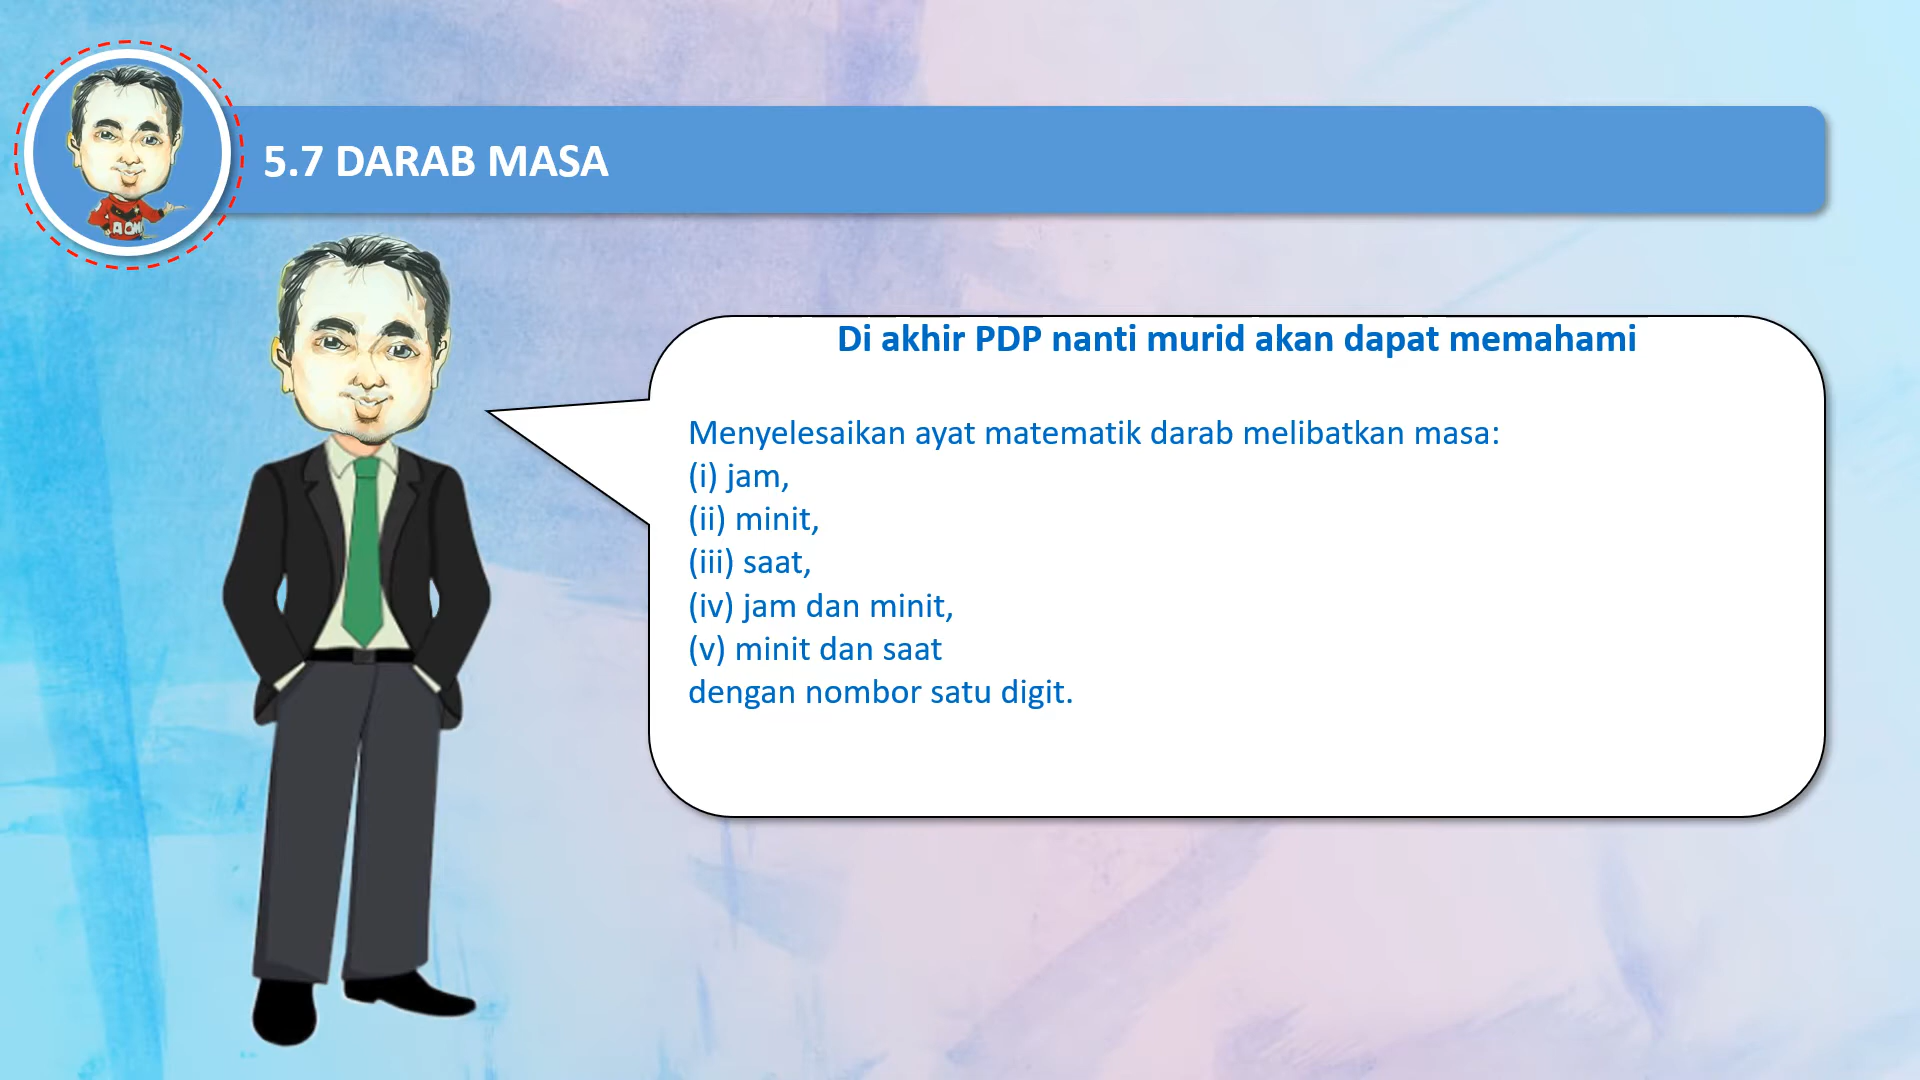 5.7 DARAB MASA
Di akhir PDP nanti murid akan dapat memahami
Menyelesaikan ayat matematik darab melibatkan masa:
(i) jam,
(ii) minit,
(iii) saat,
(iv) jam dan minit,
(v) minit dan saat
dengan nombor satu digit.